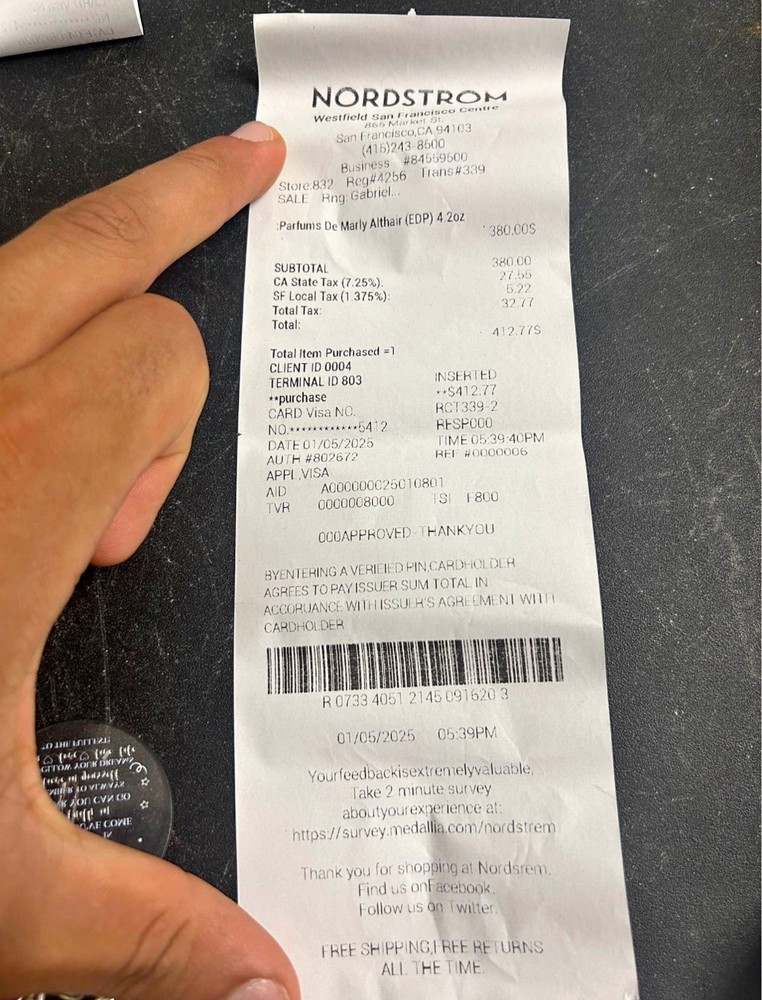 NORDSTROM
Westfield San Francisco Centre
865 Market St.
San Francisco,CA 94103
(415)243-8500
Business #84559500
Store:832 Reg#4256 Trans#339
SALE Rng: Gabriel...
:Parfums De Marly Althair (EDP) 4.2oz 380.00$
SUBTOTAL 380.00
CA State Tax (7.25%): 27.55
SF Local Tax (1.375%): 5.22
Total Tax: 32.77
Total: 412.77$
Total Item Purchased =1
CLIENT ID 0004
TERMINAL ID 803 INSERTED
**purchase **$412.77
CARD Visa NO. RCT339-2
NO.************5412 RESP000
DATE 01/05/2025 TIME 05:39:40PM
AUTH #802672 REF #0000006
APPL.VISA
AID A000000025010801
TVR 0000008000 TSI F800
000APPROVED-THANKYOU
BYENTERING A VERIFIED PIN,CARDHOLDER
AGREES TO PAY ISSUER SUM TOTAL IN
ACCORUANCE WITH ISSUER'S AGREEMENT WITH
CARDHOLDER
R 0733 4051 2145 091620 3
01/05/2025 05:39PM
Yourfeedbackisextremelyvaluable.
Take 2 minute survey
aboutyourexperience at:
https://survey.medallia.com/nordstrem
Thank you for shopping at Nordsrem.
Find us onFacebook.
Follow us on Twitter.
FREE SHIPPING,FREE RETURNS
ALL THE TIME.
YOU CAN GO